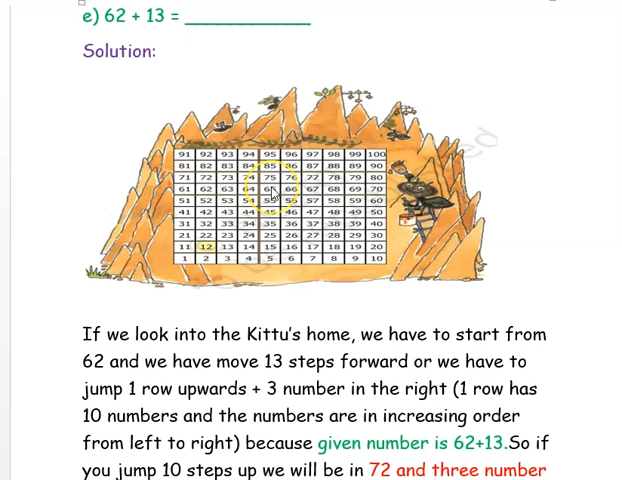 e) 62 + 13 = ______________
Solution:
91 92 93 94 95 96 97 98 99 100
81 82 83 84 85 86 87 88 89 90
71 72 73 74 75 76 77 78 79 80
61 62 63 64 66 67 68 69 70
51 52 53 54 55 56 57 58 59 60
41 42 43 44 45 46 47 48 49 50
31 32 33 34 35 36 37 38 39 40
21 22 23 24 25 26 27 28 29 30
11 12 13 14 15 16 17 18 19 20
1 2 3 4 5 6 7 8 9 10
If we look into the Kittu's home, we have to start from
62 and we have move 13 steps forward or we have to
jump 1 row upwards + 3 number in the right (1 row has
10 numbers and the numbers are in increasing order
from left to right) because given number is 62+13.So if
you jump 10 steps up we will be in 72 and three number